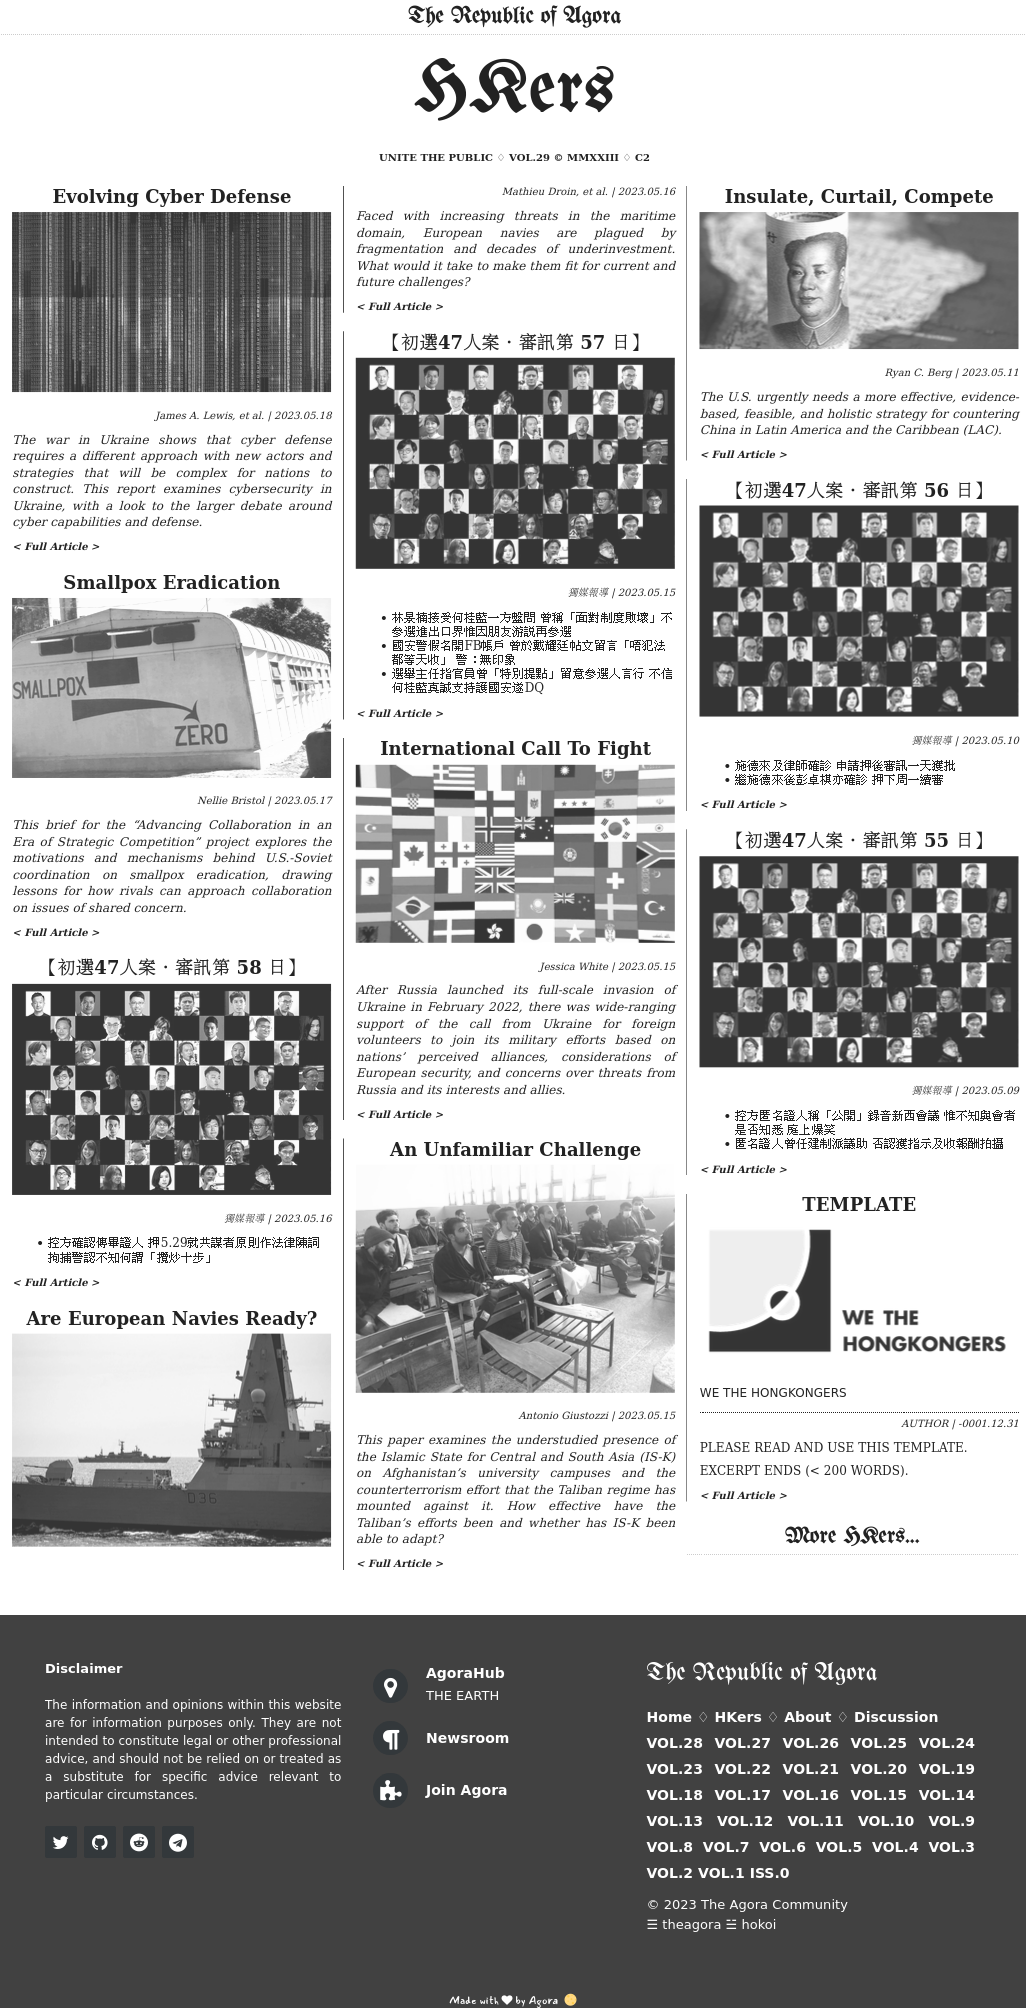 The Republic of Agora
HKers
UNITE THE PUBLIC ♢ VOL.29 © MMXXIII ♢ C2
Evolving Cyber Defense
James A. Lewis, et al. | 2023.05.18
The war in Ukraine shows that cyber defense
requires a different approach with new actors and
strategies that will be complex for nations to
construct. This report examines cybersecurity in
Ukraine, with a look to the larger debate around
cyber capabilities and defense.
< Full Article >
Smallpox Eradication
SMALLPOX
ZERO
Nellie Bristol | 2023.05.17
This brief for the “Advancing Collaboration in an
Era of Strategic Competition” project explores the
motivations and mechanisms behind U.S.-Soviet
coordination on smallpox eradication, drawing
lessons for how rivals can approach collaboration
on issues of shared concern.
< Full Article >
【初選47人案．審訊第 58 日】
獨媒報導 | 2023.05.16
• 控方確認傳畢證人 押5.29就共謀者原則作法律陳詞
拘捕警認不知何謂「攬炒十步」
< Full Article >
Are European Navies Ready?
D36
Mathieu Droin, et al. | 2023.05.16
Faced with increasing threats in the maritime
domain, European navies are plagued by
fragmentation and decades of underinvestment.
What would it take to make them fit for current and
future challenges?
< Full Article >
【初選47人案．審訊第 57 日】
獨媒報導 | 2023.05.15
• 林景楠接受何桂藍一方盤問 曾稱「面對制度敗壞」不
參選進出口界惟因朋友游說再參選
• 國安警假名開FB帳戶 曾於戴耀廷帖文留言「唔犯法
都等天收」 警：無印象
• 選舉主任指官員曾「特別提點」留意參選人言行 不信
何桂藍真誠支持護國安遂DQ
< Full Article >
International Call To Fight
Jessica White | 2023.05.15
After Russia launched its full-scale invasion of
Ukraine in February 2022, there was wide-ranging
support of the call from Ukraine for foreign
volunteers to join its military efforts based on
nations’ perceived alliances, considerations of
European security, and concerns over threats from
Russia and its interests and allies.
< Full Article >
An Unfamiliar Challenge
Antonio Giustozzi | 2023.05.15
This paper examines the understudied presence of
the Islamic State for Central and South Asia (IS-K)
on Afghanistan’s university campuses and the
counterterrorism effort that the Taliban regime has
mounted against it. How effective have the
Taliban’s efforts been and whether has IS-K been
able to adapt?
< Full Article >
Insulate, Curtail, Compete
Ryan C. Berg | 2023.05.11
The U.S. urgently needs a more effective, evidence-
based, feasible, and holistic strategy for countering
China in Latin America and the Caribbean (LAC).
< Full Article >
【初選47人案．審訊第 56 日】
獨媒報導 | 2023.05.10
• 施德來及律師確診 申請押後審訊一天獲批
• 繼施德來後彭卓棋亦確診 押下周一續審
< Full Article >
【初選47人案．審訊第 55 日】
獨媒報導 | 2023.05.09
• 控方匿名證人稱「公開」錄音新西會議 惟不知與會者
是否知悉 庭上爆笑
• 匿名證人曾任建制派議助 否認獲指示及收報酬拍攝
< Full Article >
TEMPLATE
WE THE
HONGKONGERS
WE THE HONGKONGERS
AUTHOR | -0001.12.31
PLEASE READ AND USE THIS TEMPLATE.
EXCERPT ENDS (< 200 WORDS).
< Full Article >
More HKers...
Disclaimer
The information and opinions within this website
are for information purposes only. They are not
intended to constitute legal or other professional
advice, and should not be relied on or treated as
a substitute for specific advice relevant to
particular circumstances.
AgoraHub
THE EARTH
Newsroom
Join Agora
The Republic of Agora
Home ♢ HKers ♢ About ♢ Discussion
VOL.28 VOL.27 VOL.26 VOL.25 VOL.24
VOL.23 VOL.22 VOL.21 VOL.20 VOL.19
VOL.18 VOL.17 VOL.16 VOL.15 VOL.14
VOL.13 VOL.12 VOL.11 VOL.10 VOL.9
VOL.8 VOL.7 VOL.6 VOL.5 VOL.4 VOL.3
VOL.2 VOL.1 ISS.0
© 2023 The Agora Community
☰ theagora ☱ hokoi
Made with ♥ by Agora